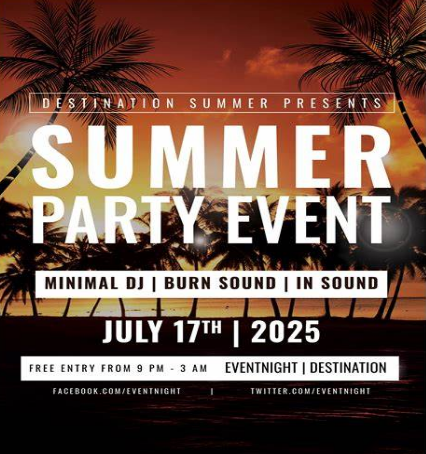 DESTINATION SUMMER PRESENTS
SUMMER
PARTY EVENT
MINIMAL DJ | BURN SOUND | IN SOUND
JULY 17TH | 2025
FREE ENTRY FROM 9 PM - 3 AM EVENTNIGHT | DESTINATION
FACEBOOK.COM/EVENTNIGHT | TWITTER.COM/EVENTNIGHT